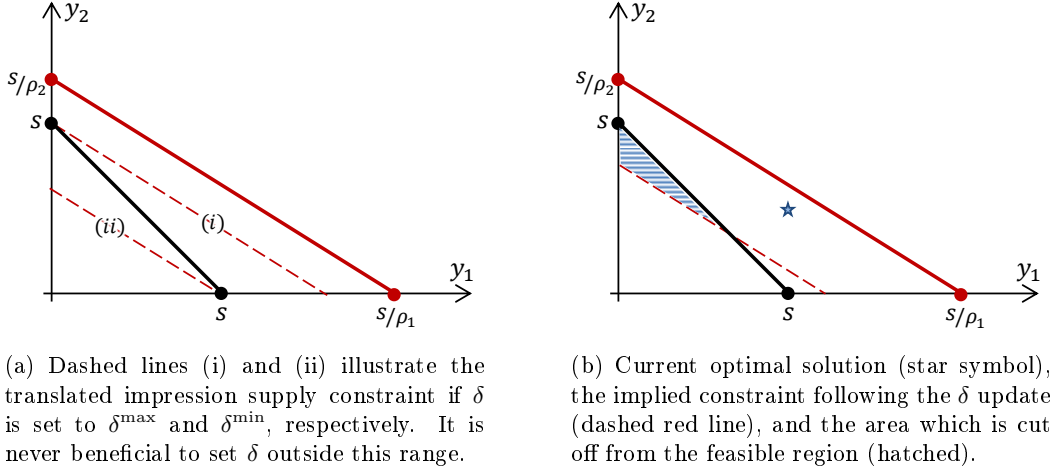 y₂
y₂
s/ρ₂
s/ρ₂
s
s
(i)
(ii)
y₁
y₁
s
s/ρ₁
s
s/ρ₁
(a) Dashed lines (i) and (ii) illustrate the
translated impression supply constraint if δ
is set to δᵐᵃˣ and δᵐⁱⁿ, respectively. It is
never beneficial to set δ outside this range.
(b) Current optimal solution (star symbol),
the implied constraint following the δ update
(dashed red line), and the area which is cut
off from the feasible region (hatched).